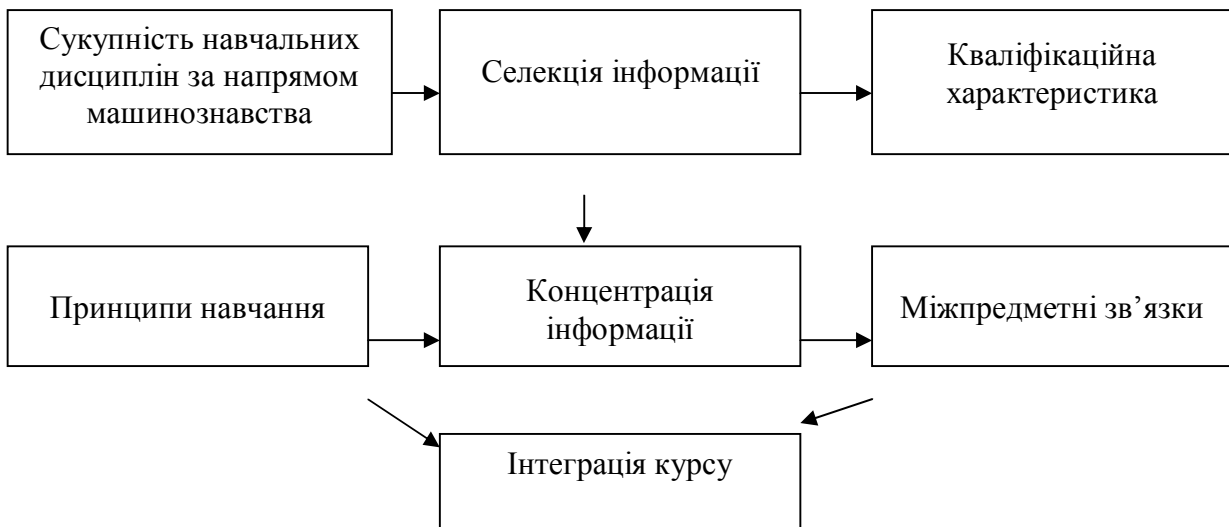 Сукупність навчальних
дисциплін за напрямом
машинознавства
Селекція інформації
Кваліфікаційна
характеристика
Принципи навчання
Концентрація
інформації
Міжпредметні зв’язки
Інтеграція курсу